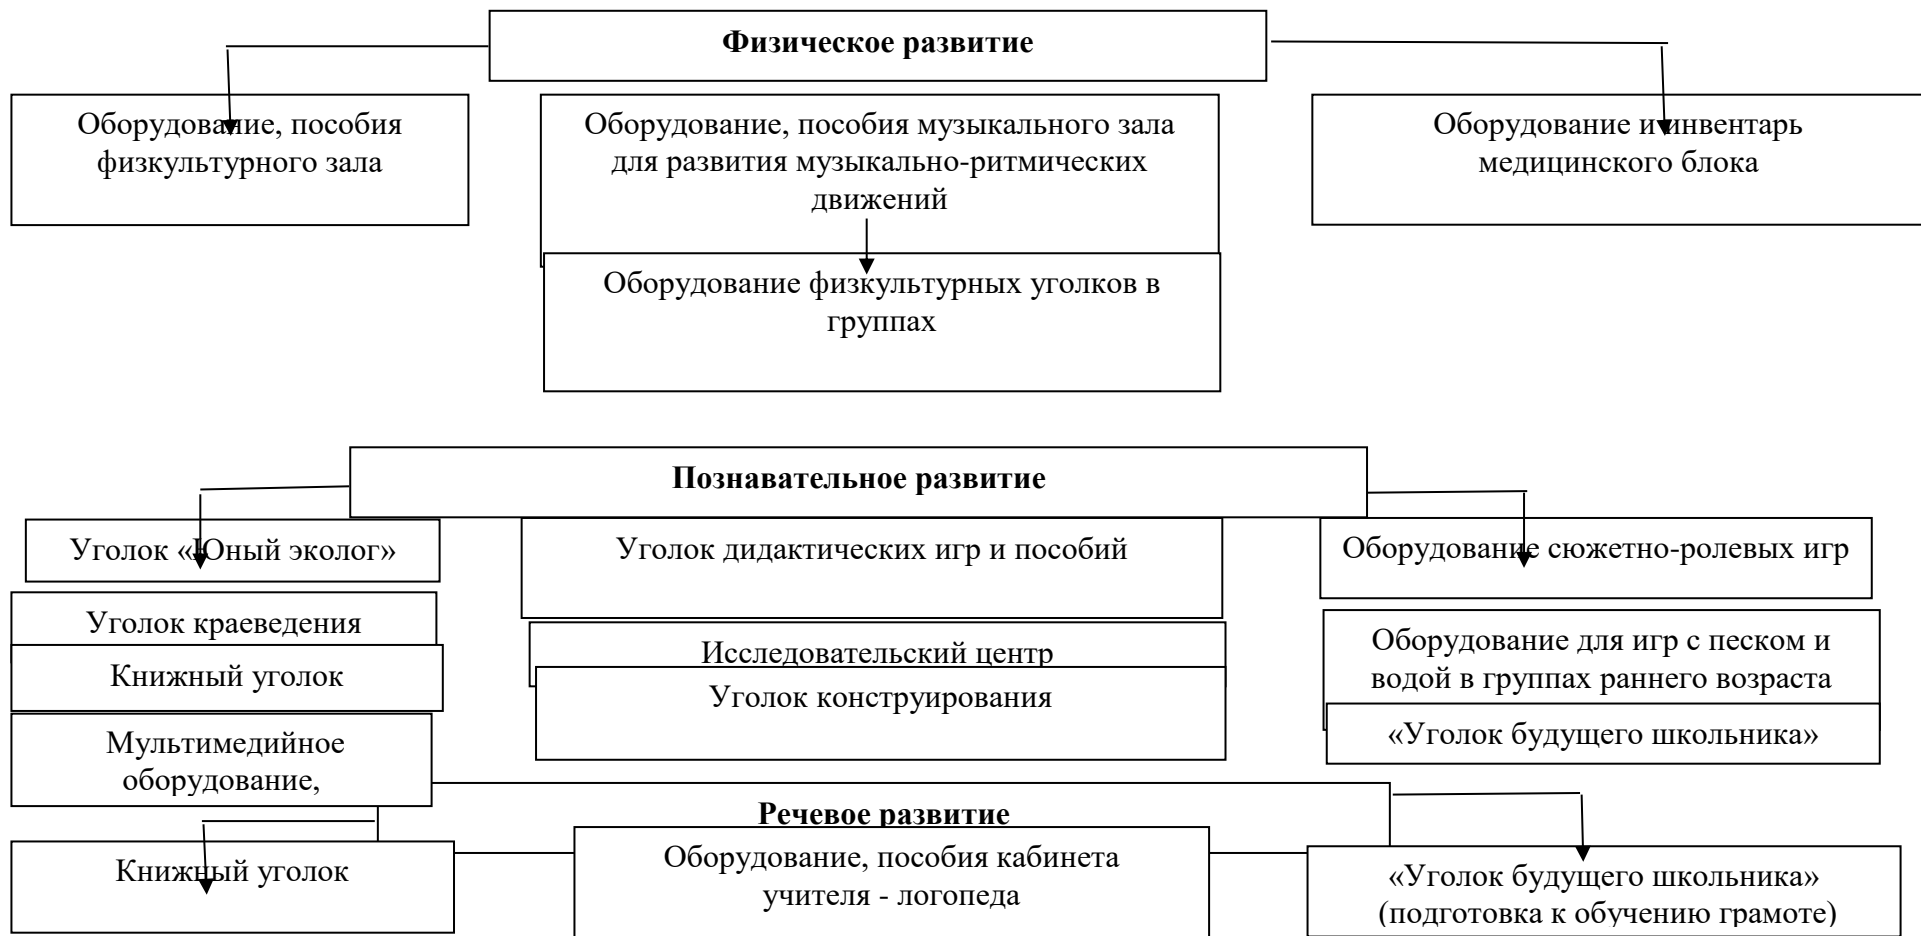 Физическое развитие
Оборудование, пособия
физкультурного зала
Оборудование, пособия музыкального зала
для развития музыкально-ритмических
движений
Оборудование и инвентарь
медицинского блока
Оборудование физкультурных уголков в
группах
Познавательное развитие
Уголок «Юный эколог»
Уголок дидактических игр и пособий
Оборудование сюжетно-ролевых игр
Уголок краеведения
Исследовательский центр
Оборудование для игр с песком и
водой в группах раннего возраста
Книжный уголок
Уголок конструирования
«Уголок будущего школьника»
Мультимедийное
оборудование,
Речевое развитие
Книжный уголок
Оборудование, пособия кабинета
учителя - логопеда
«Уголок будущего школьника»
(подготовка к обучению грамоте)